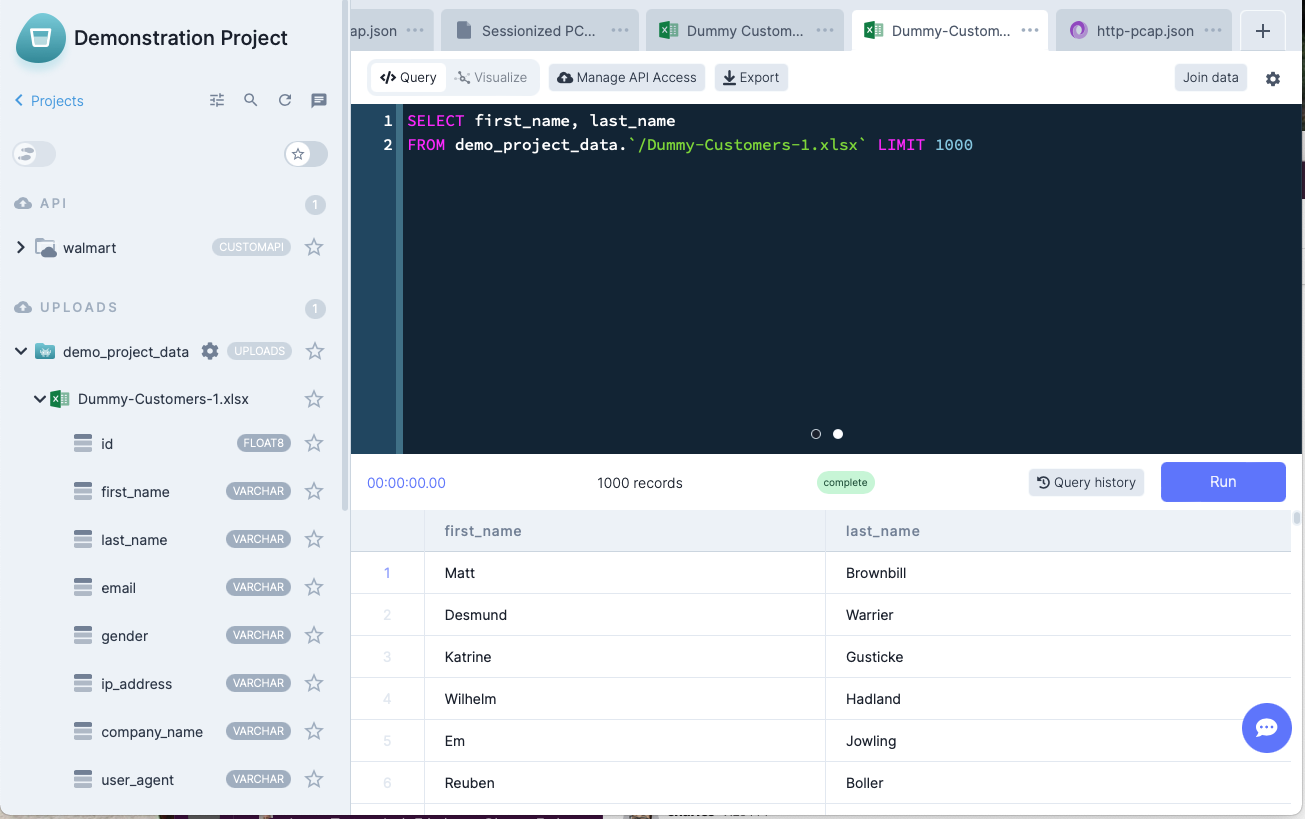 Demonstration Project
Projects
API
1
walmart
CUSTOMAPI
UPLOADS
1
demo_project_data
UPLOADS
Dummy-Customers-1.xlsx
id
FLOAT8
first_name
VARCHAR
last_name
VARCHAR
email
VARCHAR
gender
VARCHAR
ip_address
VARCHAR
company_name
VARCHAR
user_agent
VARCHAR
ap.json ···
Sessionized PC... ···
Dummy Custom... ···
Dummy-Custom... ···
http-pcap.json ···
+
</> Query
Visualize
Manage API Access
Export
Join data
1 SELECT first_name, last_name
2 FROM demo_project_data.`/Dummy-Customers-1.xlsx` LIMIT 1000
00:00:00.00
1000 records
complete
Query history
Run
first_name last_name
1 Matt Brownbill
2 Desmund Warrier
3 Katrine Gusticke
4 Wilhelm Hadland
5 Em Jowling
6 Reuben Boller